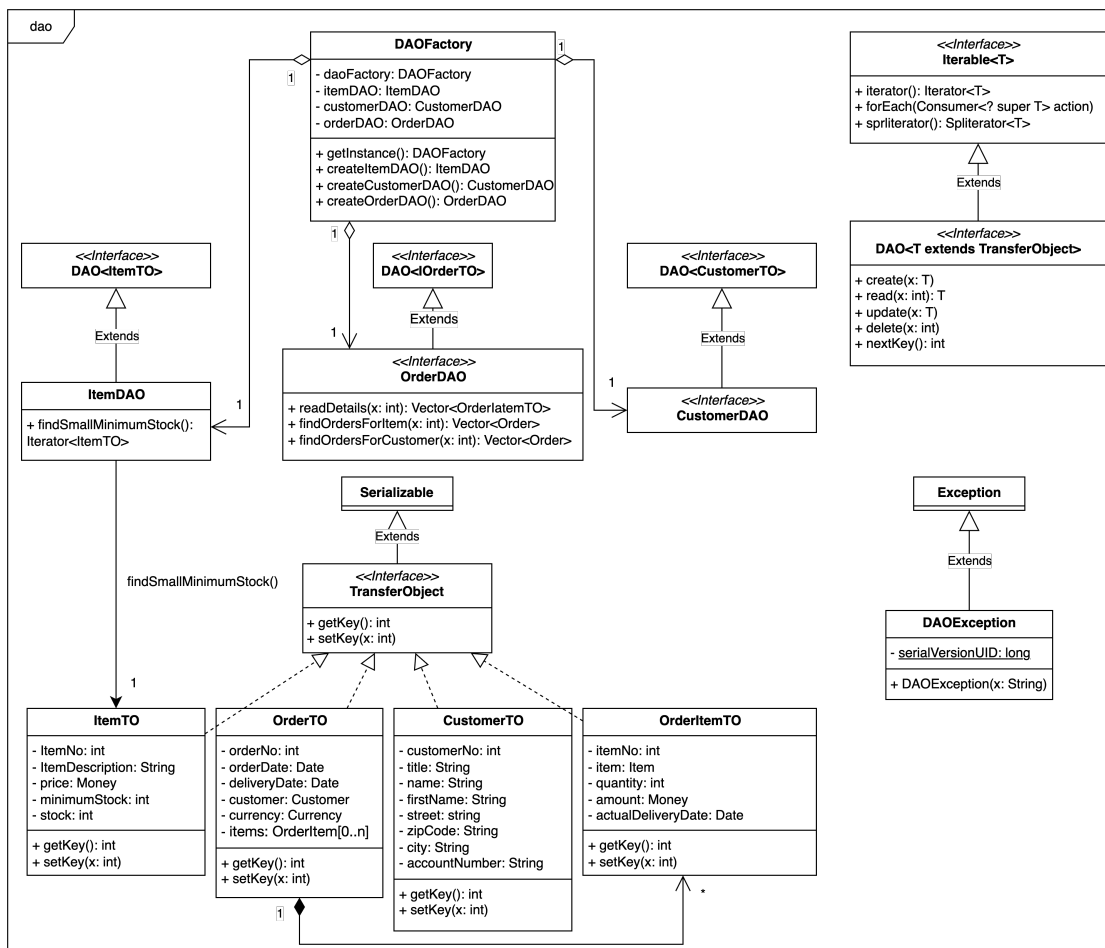 dao
DAOFactory
- daoFactory: DAOFactory
- itemDAO: ItemDAO
- customerDAO: CustomerDAO
- orderDAO: OrderDAO
+ getInstance(): DAOFactory
+ createItemDAO(): ItemDAO
+ createCustomerDAO(): CustomerDAO
+ createOrderDAO(): OrderDAO
1
1
1
<<Interface>>
Iterable<T>
+ iterator(): Iterator<T>
+ forEach(Consumer<? super T> action)
+ sprliterator(): Spliterator<T>
Extends
<<Interface>>
DAO<T extends TransferObject>
+ create(x: T)
+ read(x: int): T
+ update(x: T)
+ delete(x: int)
+ nextKey(): int
<<Interface>>
DAO<ItemTO>
Extends
<<Interface>>
DAO<IOrderTO>
Extends
<<Interface>>
DAO<CustomerTO>
Extends
1
1
1
ItemDAO
+ findSmallMinimumStock():
Iterator<ItemTO>
<<Interface>>
OrderDAO
+ readDetails(x: int): Vector<OrderIatemTO>
+ findOrdersForItem(x: int): Vector<Order>
+ findOrdersForCustomer(x: int): Vector<Order>
<<Interface>>
CustomerDAO
Serializable
Extends
<<Interface>>
TransferObject
+ getKey(): int
+ setKey(x: int)
Exception
Extends
DAOException
- serialVersionUID: long
+ DAOException(x: String)
findSmallMinimumStock()
1
ItemTO
- ItemNo: int
- ItemDescription: String
- price: Money
- minimumStock: int
- stock: int
+ getKey(): int
+ setKey(x: int)
OrderTO
- orderNo: int
- orderDate: Date
- deliveryDate: Date
- customer: Customer
- currency: Currency
- items: OrderItem[0..n]
+ getKey(): int
+ setKey(x: int)
CustomerTO
- customerNo: int
- title: String
- name: String
- firstName: String
- street: string
- zipCode: String
- city: String
- accountNumber: String
+ getKey(): int
+ setKey(x: int)
OrderItemTO
- itemNo: int
- item: Item
- quantity: int
- amount: Money
- actualDeliveryDate: Date
+ getKey(): int
+ setKey(x: int)
1
*